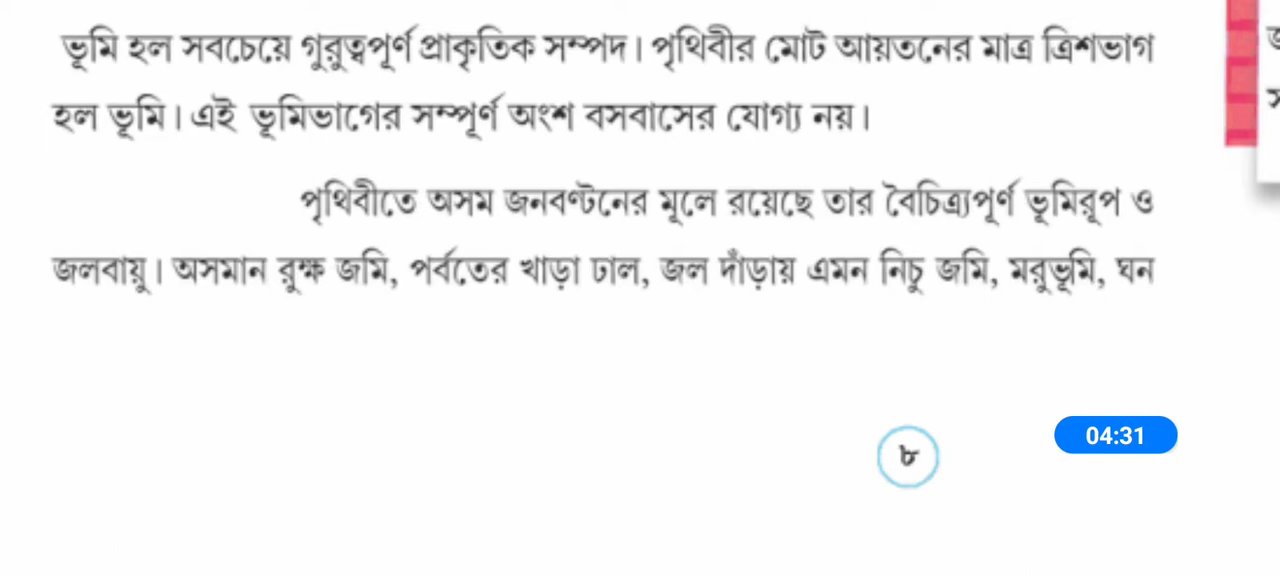 ভূমি হল সবচেয়ে গুরুত্বপূর্ণ প্রাকৃতিক সম্পদ। পৃথিবীর মোট আয়তনের মাত্র ত্রিশভাগ
হল ভূমি। এই ভূমিভাগের সম্পূর্ণ অংশ বসবাসের যোগ্য নয়।
পৃথিবীতে অসম জনবণ্টনের মূলে রয়েছে তার বৈচিত্র্যপূর্ণ ভূমিরূপ ও
জলবায়ু। অসমান রুক্ষ জমি, পর্বতের খাড়া ঢাল, জল দাঁড়ায় এমন নিচু জমি, মরুভূমি, ঘন
৮
04:31